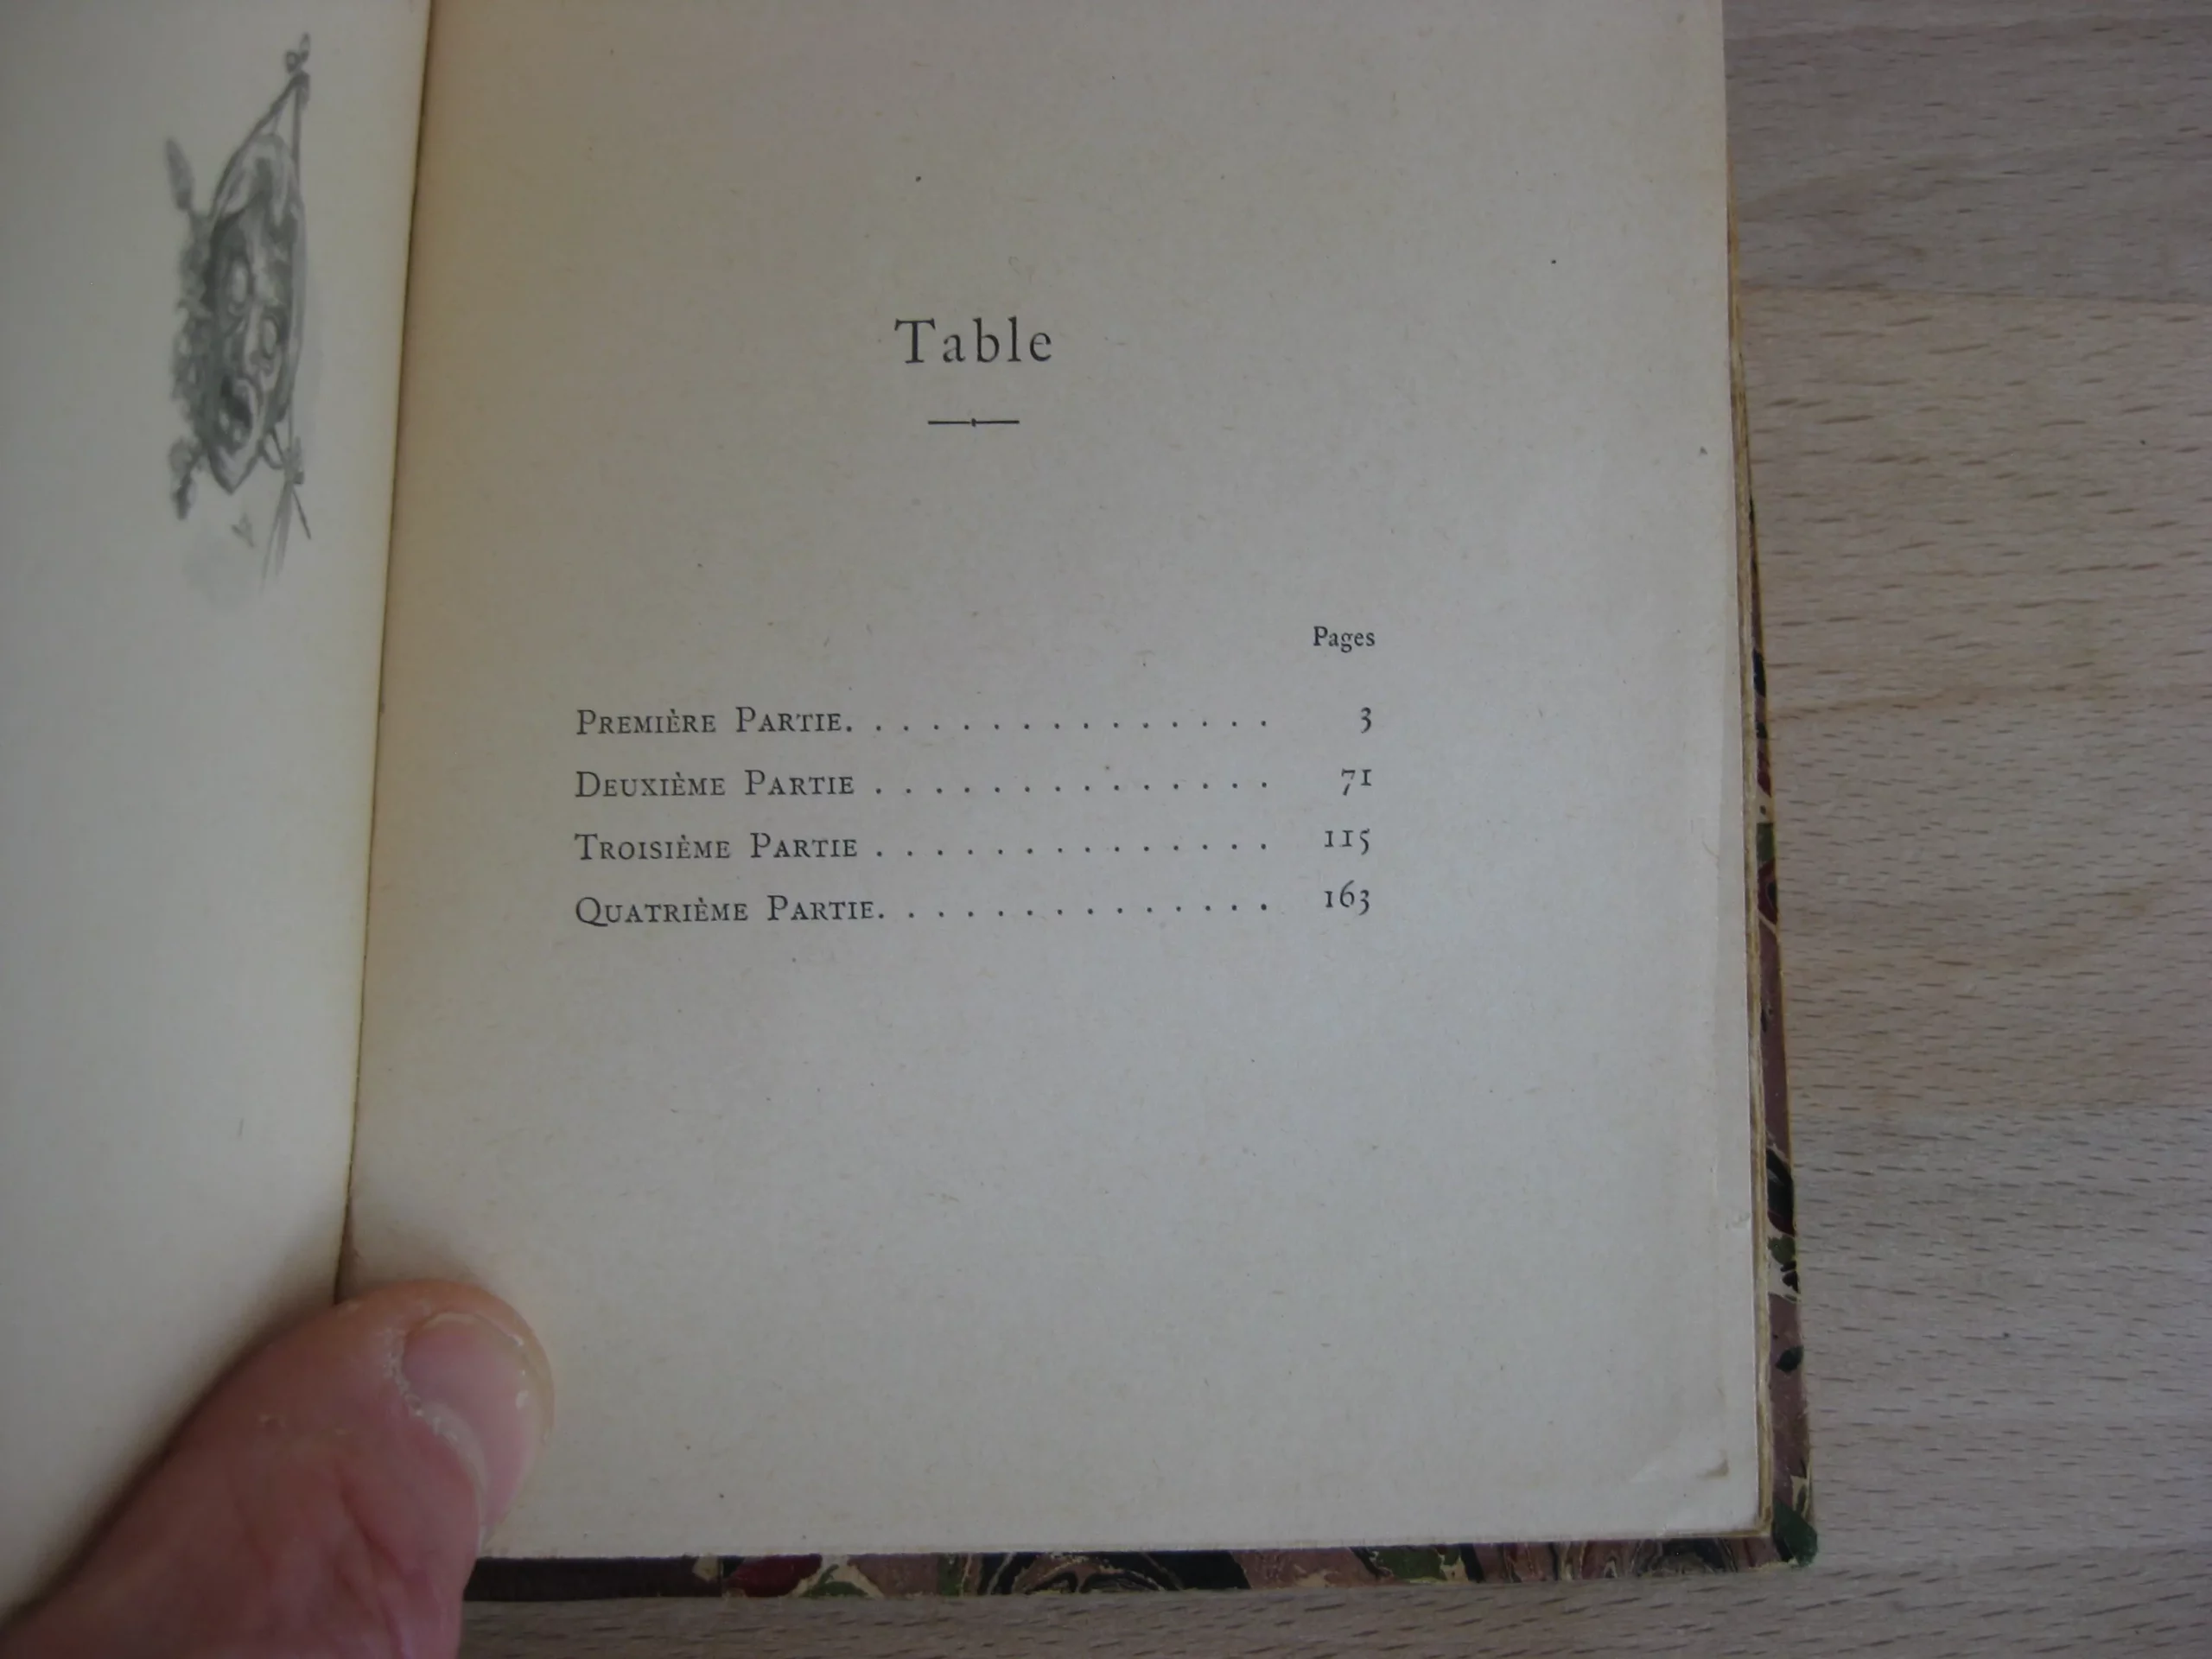 Table
Pages
PREMIÈRE PARTIE. . . . . . . . . . . . . . . 3
DEUXIÈME PARTIE . . . . . . . . . . . . . . 71
TROISIÈME PARTIE . . . . . . . . . . . . . . 115
QUATRIÈME PARTIE. . . . . . . . . . . . . . 163